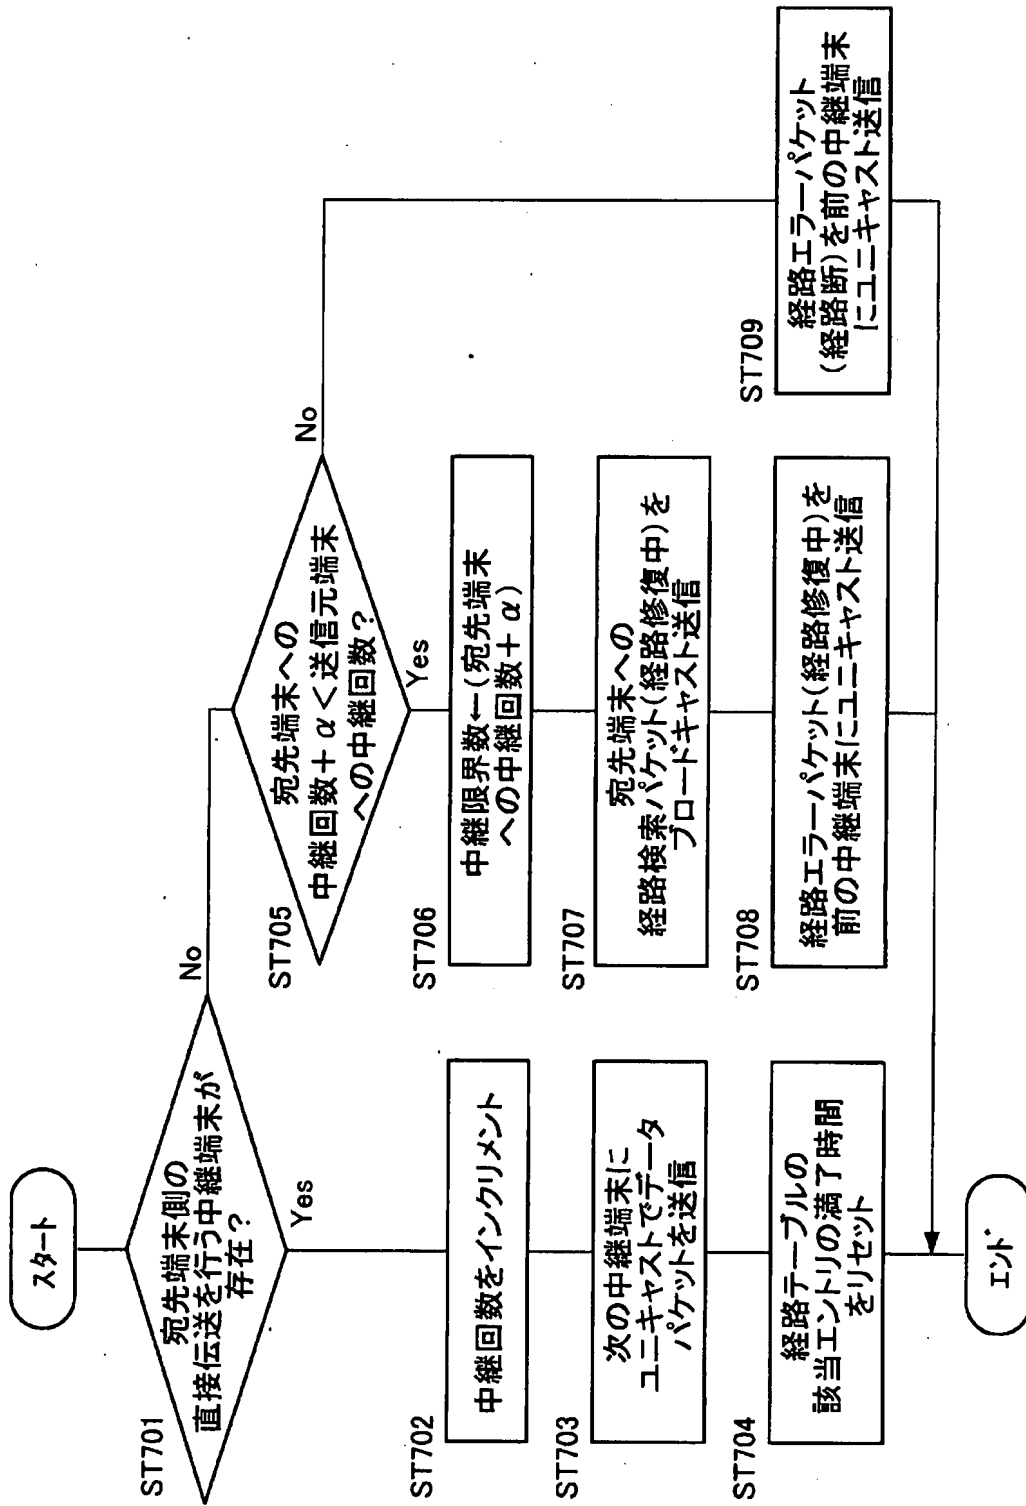 スタート
ST701
宛先端末側の
直接伝送を行う中継端末が
存在?
Yes
No
ST702
中継回数をインクリメント
ST703
次の中継端末に
ユニキャストでデータ
パケットを送信
ST704
経路テーブルの
該当エントリの満了時間
をリセット
ST705
宛先端末への
中継回数+α<送信元端末
への中継回数?
Yes
No
ST706
中継限界数←(宛先端末
への中継回数+α)
ST707
宛先端末への
経路検索パケット(経路修復中)を
ブロードキャスト送信
ST708
経路エラーパケット(経路修復中)を
前の中継端末にユニキャスト送信
ST709
経路エラーパケット
(経路断)を前の中継端末
にユニキャスト送信
エンド